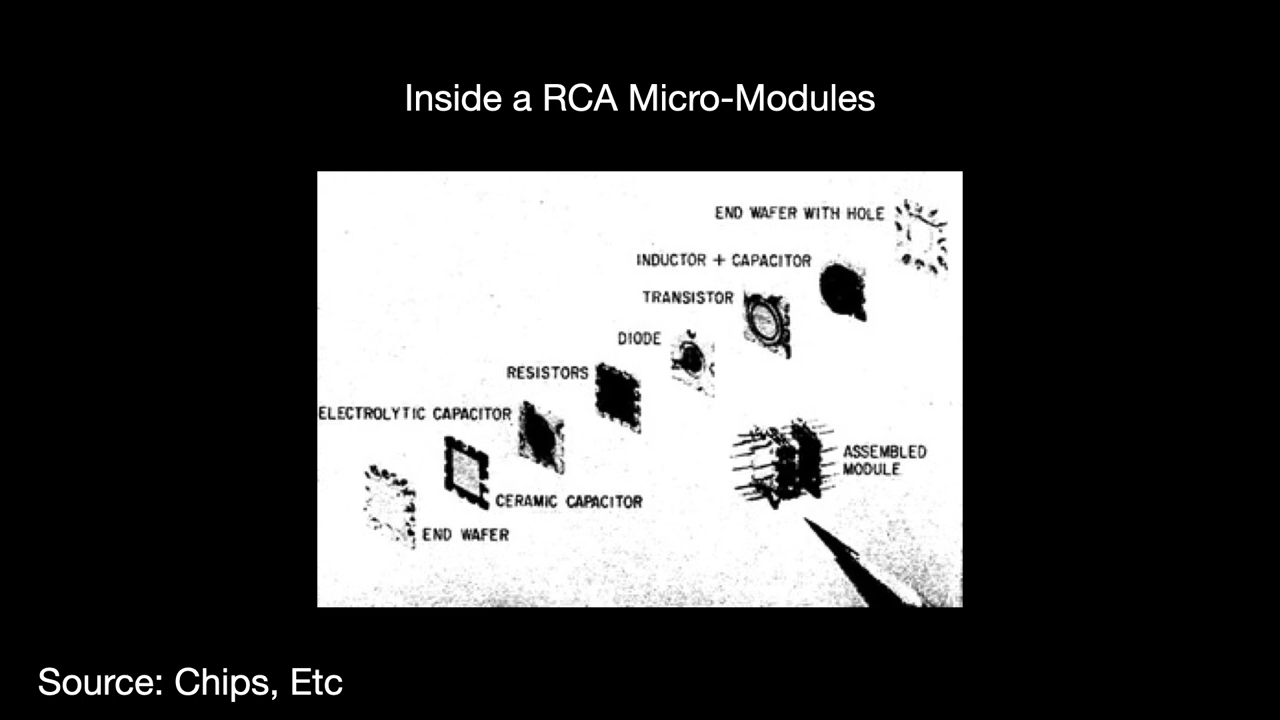 Inside a RCA Micro-Modules
END WAFER WITH HOLE
INDUCTOR + CAPACITOR
TRANSISTOR
DIODE
RESISTORS
ELECTROLYTIC CAPACITOR
ASSEMBLED
MODULE
CERAMIC CAPACITOR
END WAFER
Source: Chips, Etc